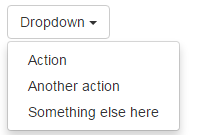 Dropdown
Action
Another action
Something else here